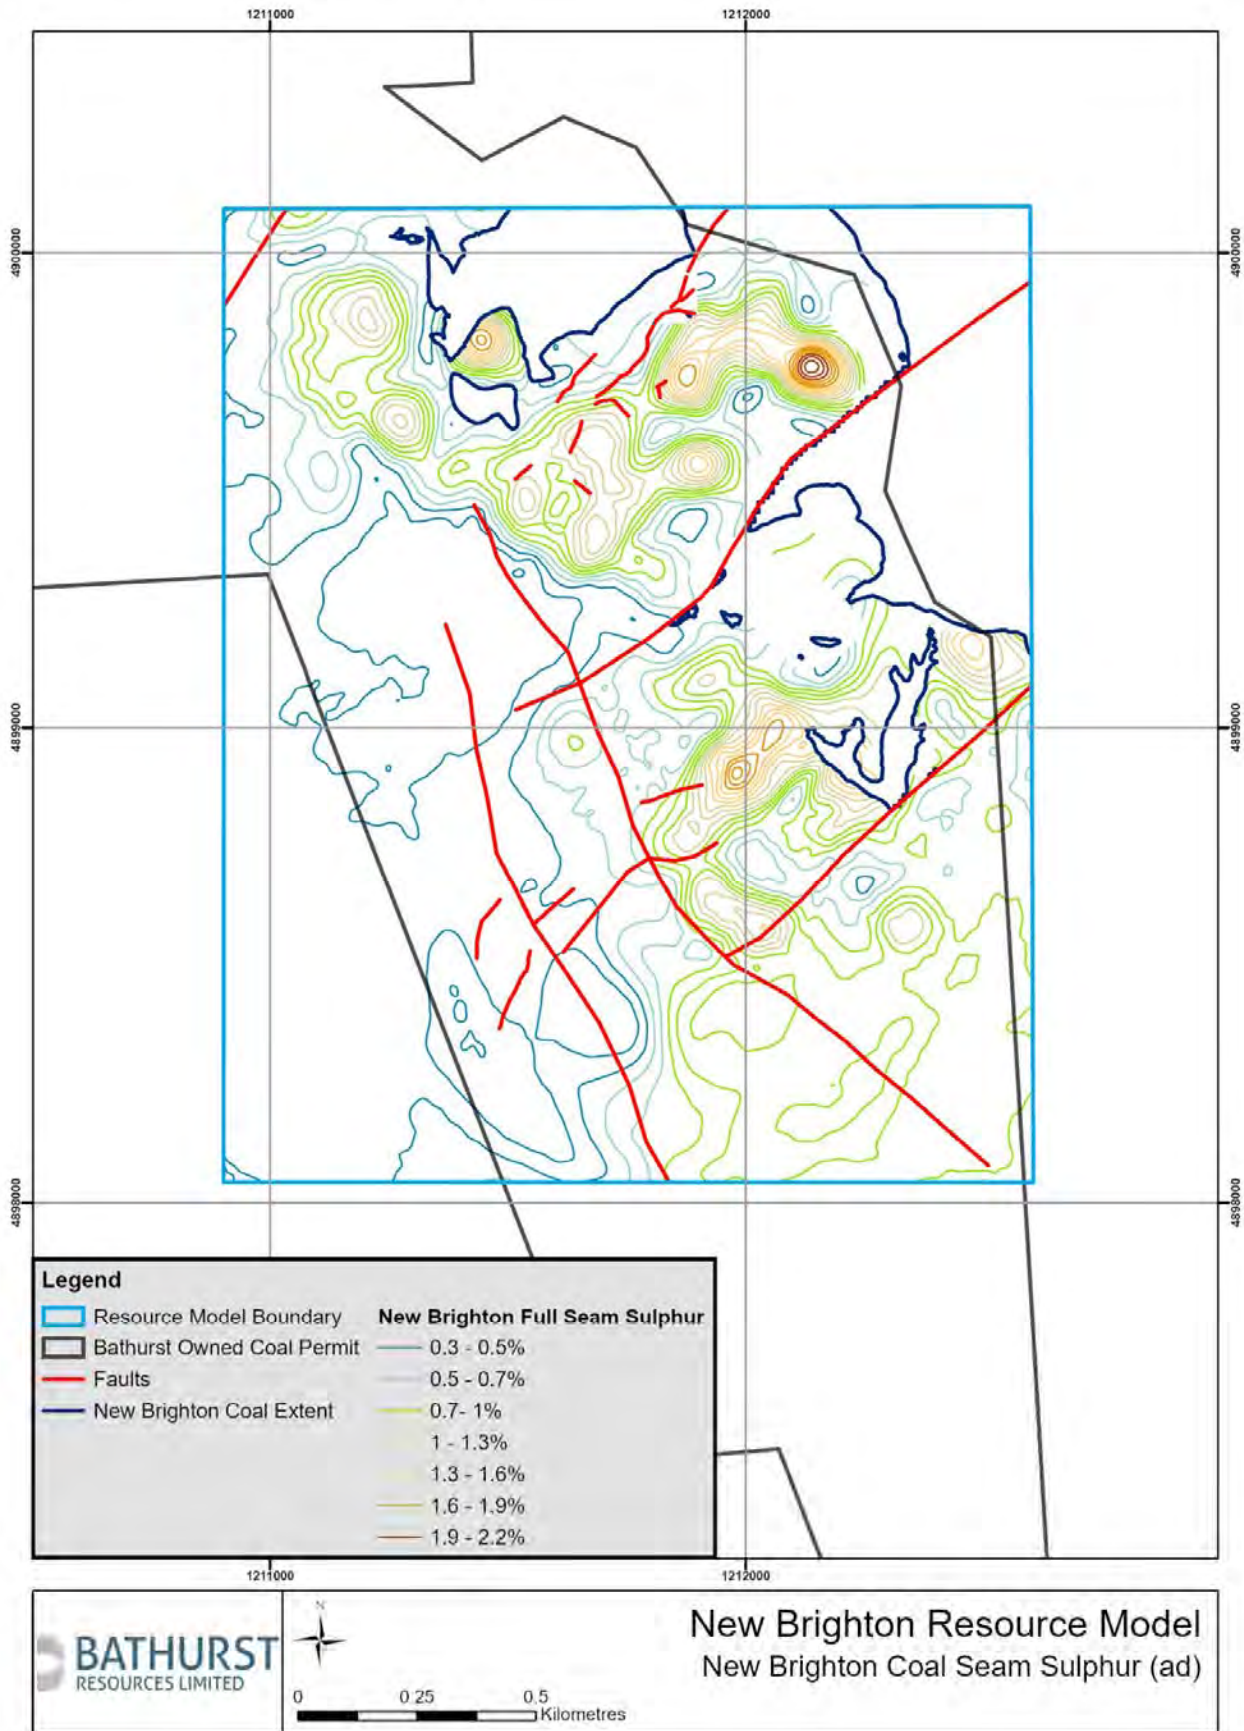 1211000
1212000
4900000
4900000
4899000
4899000
4898000
4898000
Legend
Resource Model Boundary
Bathurst Owned Coal Permit
Faults
New Brighton Coal Extent
New Brighton Full Seam Sulphur
0.3 - 0.5%
0.5 - 0.7%
0.7- 1%
1 - 1.3%
1.3 - 1.6%
1.6 - 1.9%
1.9 - 2.2%
1211000
1212000
BATHURST
RESOURCES LIMITED
N
0 0.25 0.5
Kilometres
New Brighton Resource Model
New Brighton Coal Seam Sulphur (ad)